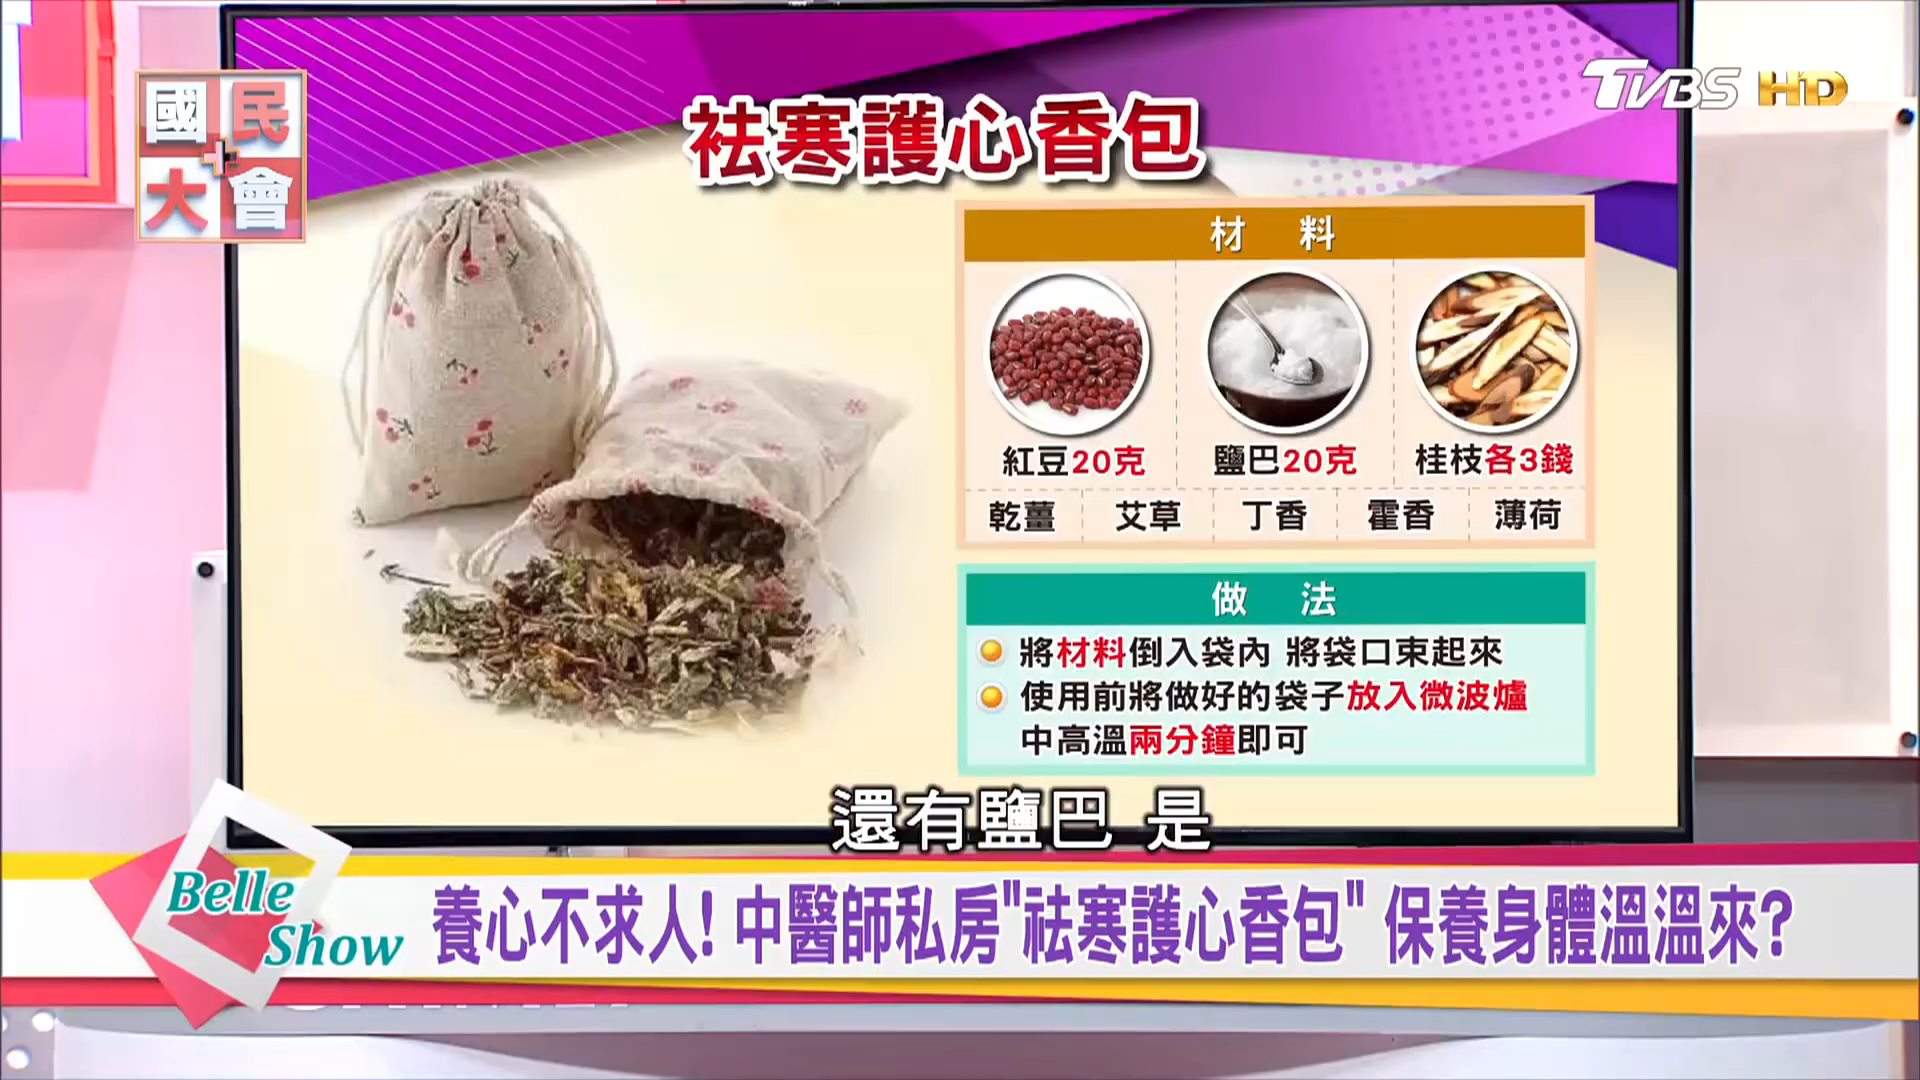 國民
大會
TVBS HD
祛寒護心香包
材 料
紅豆20克 鹽巴20克 桂枝各3錢
乾薑 艾草 丁香 霍香 薄荷
做 法
將材料倒入袋內 將袋口束起來
使用前將做好的袋子放入微波爐
中高溫兩分鐘即可
還有鹽巴 是
Belle
Show
養心不求人! 中醫師私房"祛寒護心香包" 保養身體溫溫來?